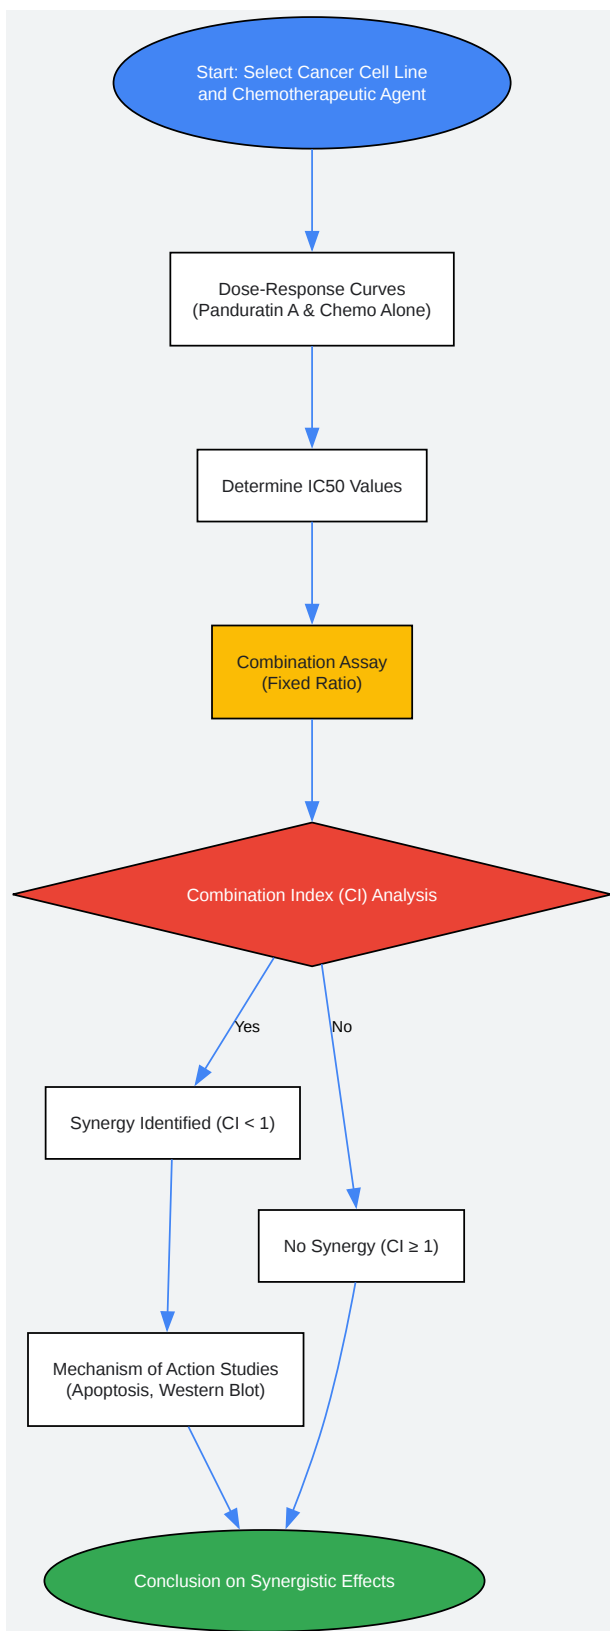 Start: Select Cancer Cell Line
and Chemotherapeutic Agent
Dose-Response Curves
(Panduratin A & Chemo Alone)
Determine IC50 Values
Combination Assay
(Fixed Ratio)
Combination Index (CI) Analysis
Yes
No
Synergy Identified (CI < 1)
No Synergy (CI ≥ 1)
Mechanism of Action Studies
(Apoptosis, Western Blot)
Conclusion on Synergistic Effects